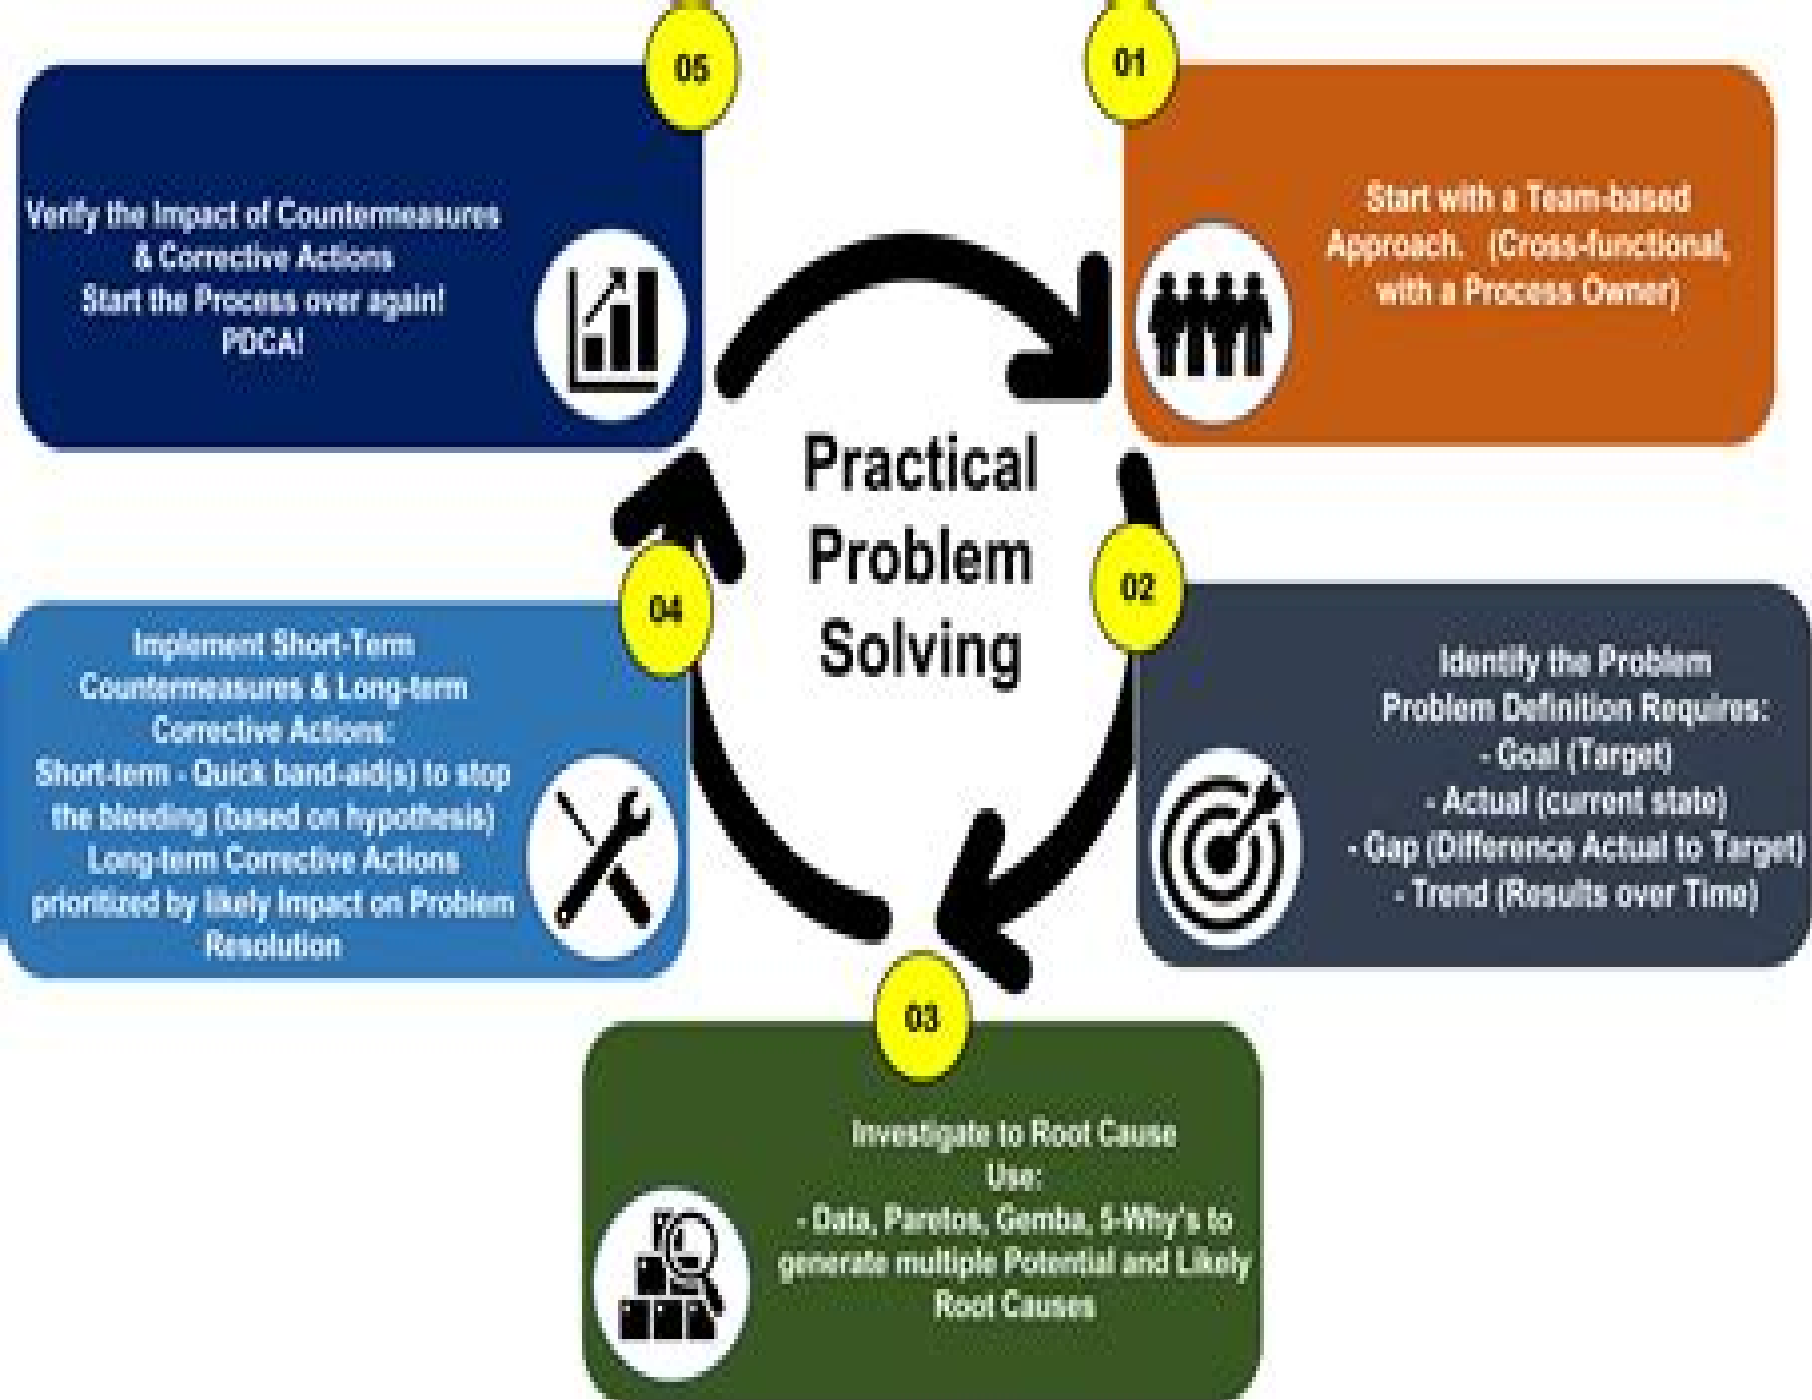 Practical
Problem
Solving
01
Start with a Team-based
Approach. (Cross-functional,
with a Process Owner)
02
Identify the Problem
Problem Definition Requires:
- Goal (Target)
- Actual (current state)
- Gap (Difference Actual to Target)
- Trend (Results over Time)
03
Investigate to Root Cause
Use:
- Data, Paretos, Gemba, 5-Why's to
generate multiple Potential and Likely
Root Causes
04
Implement Short-Term
Countermeasures & Long-term
Corrective Actions:
Short-term - Quick band-aid(s) to stop
the bleeding (based on hypothesis)
Long-term Corrective Actions
prioritized by likely Impact on Problem
Resolution
05
Verify the Impact of Countermeasures
& Corrective Actions
Start the Process over again!
PDCA!